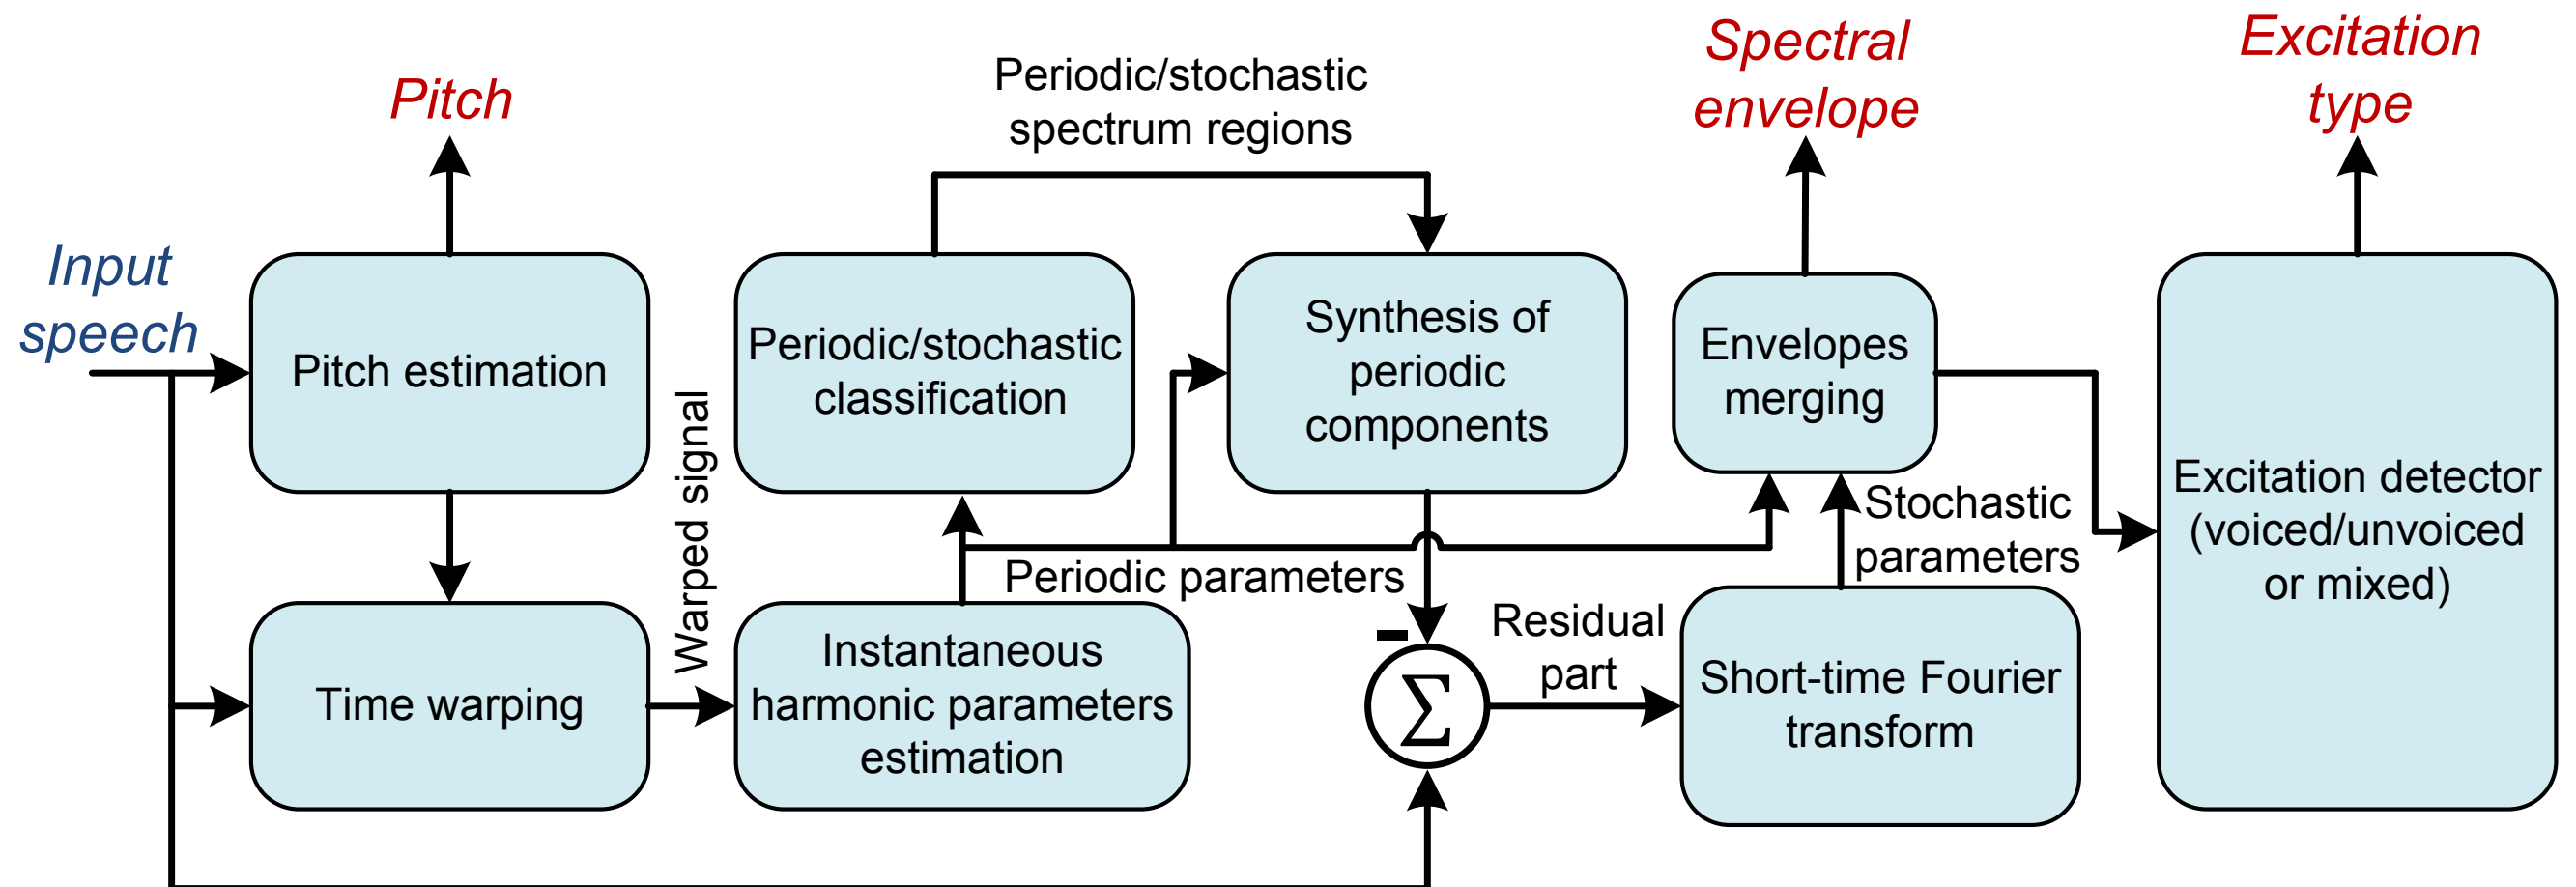 Pitch
Periodic/stochastic
spectrum regions
Spectral
envelope
Excitation
type
Input
speech
Pitch estimation
Periodic/stochastic
classification
Synthesis of
periodic
components
Envelopes
merging
Excitation detector
(voiced/unvoiced
or mixed)
Warped signal
Periodic parameters
Stochastic
parameters
Time warping
Instantaneous
harmonic parameters
estimation
-
Σ
Residual
part
Short-time Fourier
transform